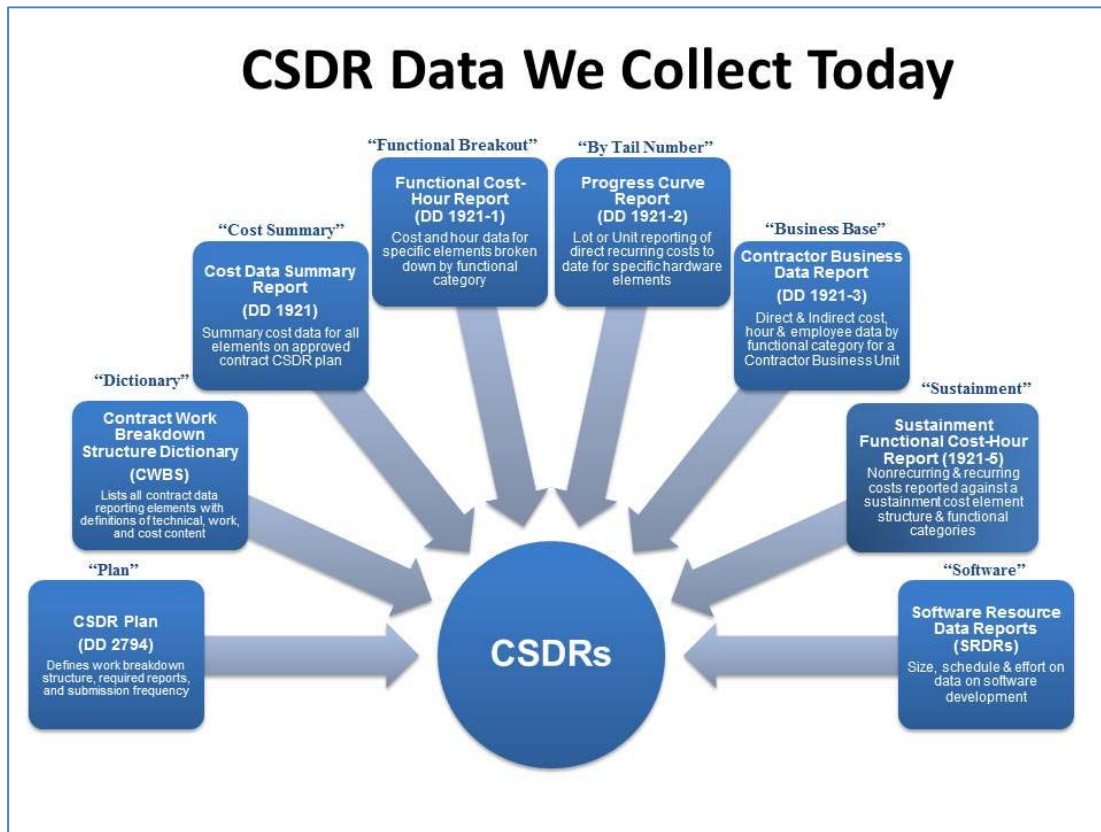 CSDR Data We Collect Today
“Functional Breakout”
Functional Cost-
Hour Report
(DD 1921-1)
Cost and hour data for
specific elements broken
down by functional
category
“By Tail Number”
Progress Curve
Report
(DD 1921-2)
Lot or Unit reporting of
direct recurring costs to
date for specific hardware
elements
“Cost Summary”
Cost Data Summary
Report
(DD 1921)
Summary cost data for all
elements on approved
contract CSDR plan
“Business Base”
Contractor Business
Data Report
(DD 1921-3)
Direct & Indirect cost,
hour & employee data by
functional category for a
Contractor Business Unit
“Dictionary”
Contract Work
Breakdown
Structure Dictionary
(CWBS)
Lists all contract data
reporting elements with
definitions of technical, work,
and cost content
“Sustainment”
Sustainment
Functional Cost-Hour
Report (1921-5)
Nonrecurring & recurring
costs reported against a
sustainment cost element
structure & functional
categories
“Plan”
CSDR Plan
(DD 2794)
Defines work breakdown
structure, required reports,
and submission frequency
CSDRs
“Software”
Software Resource
Data Reports
(SRDRs)
Size, schedule & effort on
data on software
development